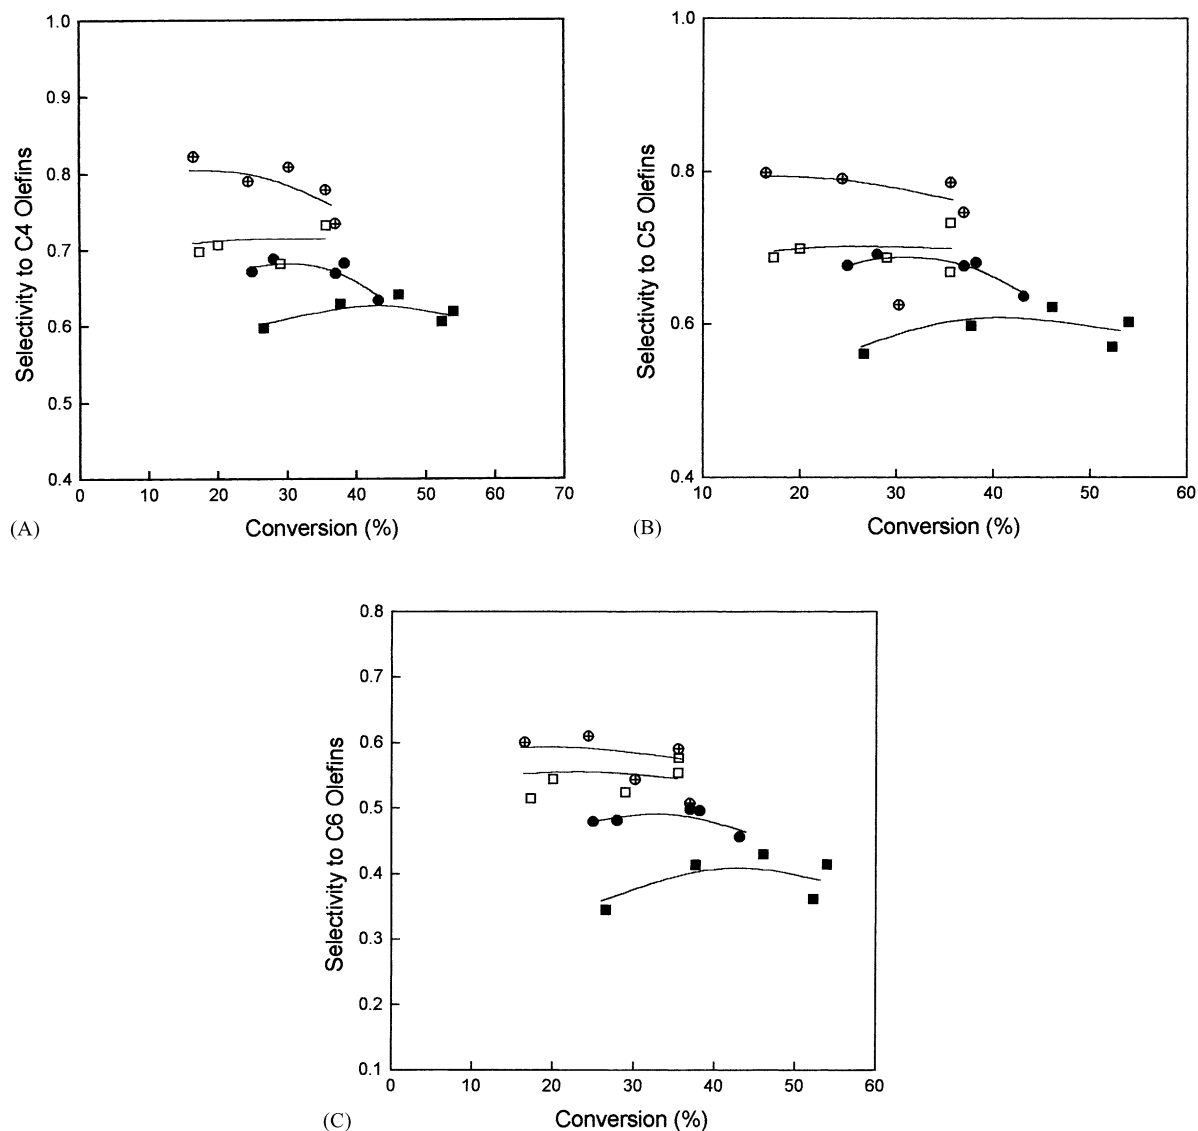 1.0
0.9
0.8
0.7
0.6
0.5
0.4
Selectivity to C4 Olefins
0 10 20 30 40 50 60 70
Conversion (%)
(A)
1.0
0.8
0.6
0.4
Selectivity to C5 Olefins
10 20 30 40 50 60
Conversion (%)
(B)
0.8
0.7
0.6
0.5
0.4
0.3
0.2
0.1
Selectivity to C6 Olefins
0 10 20 30 40 50 60
Conversion (%)
(C)